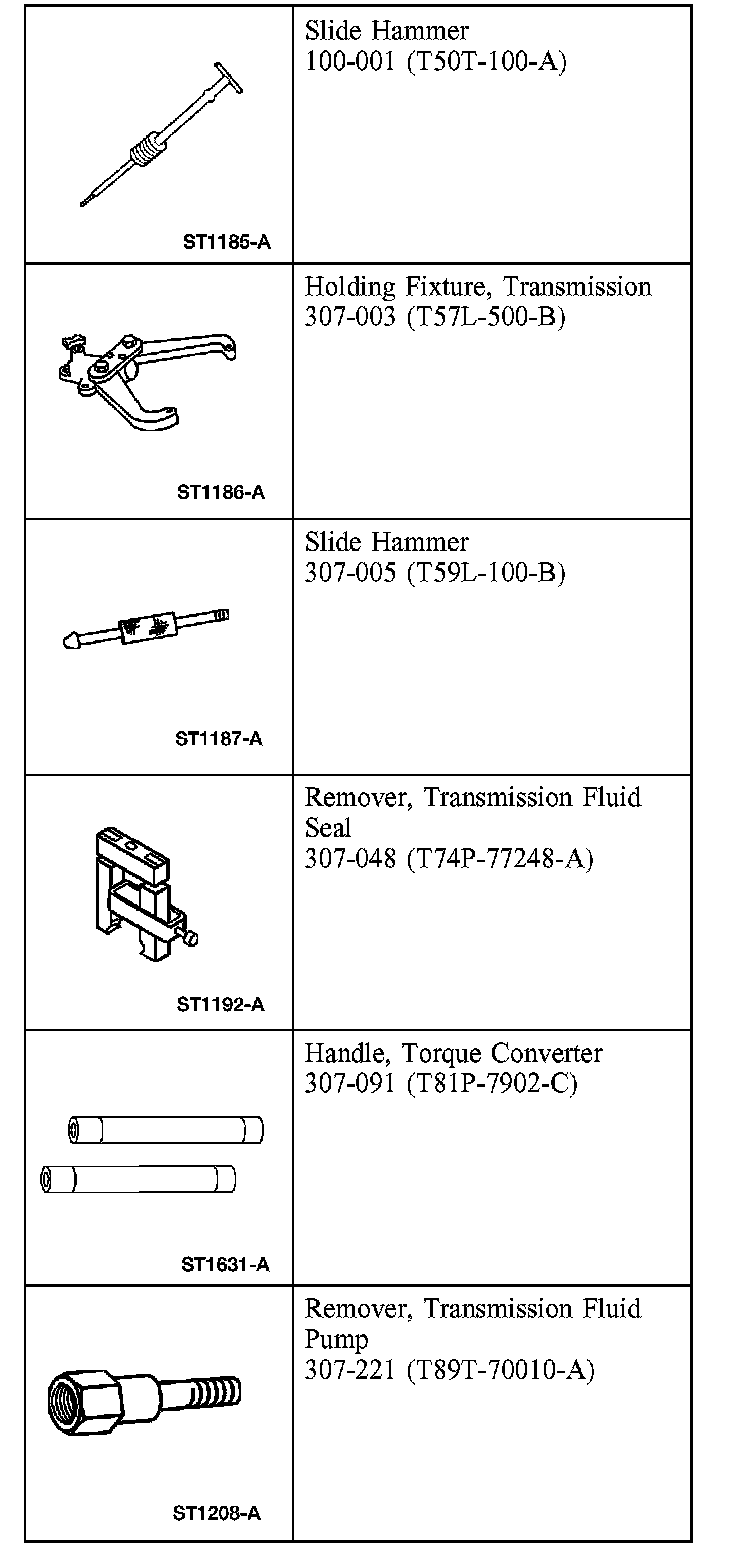 Slide Hammer
100-001 (T50T-100-A)
ST1185-A
Holding Fixture, Transmission
307-003 (T57L-500-B)
ST1186-A
Slide Hammer
307-005 (T59L-100-B)
ST1187-A
Remover, Transmission Fluid
Seal
307-048 (T74P-77248-A)
ST1192-A
Handle, Torque Converter
307-091 (T81P-7902-C)
ST1631-A
Remover, Transmission Fluid
Pump
307-221 (T89T-70010-A)
ST1208-A